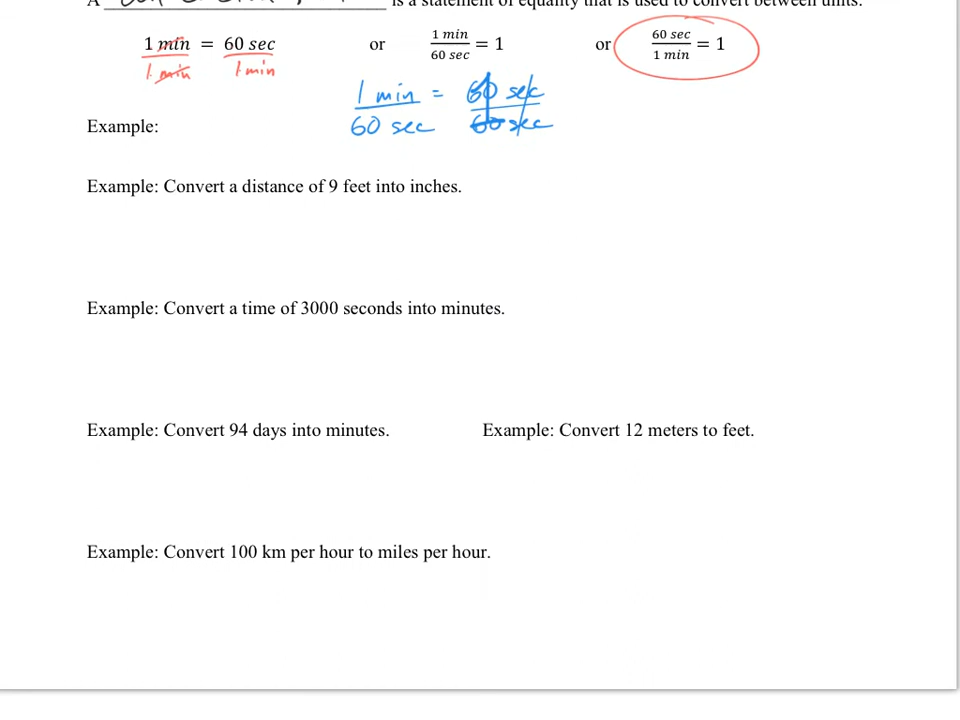 A is a statement of equality that is used to convert between units.
1 min = 60 sec or 1 min / 60 sec = 1 or 60 sec / 1 min = 1
1 min 1 min
1 min = 60 sec
60 sec 60 sec
Example:
Example: Convert a distance of 9 feet into inches.
Example: Convert a time of 3000 seconds into minutes.
Example: Convert 94 days into minutes. Example: Convert 12 meters to feet.
Example: Convert 100 km per hour to miles per hour.